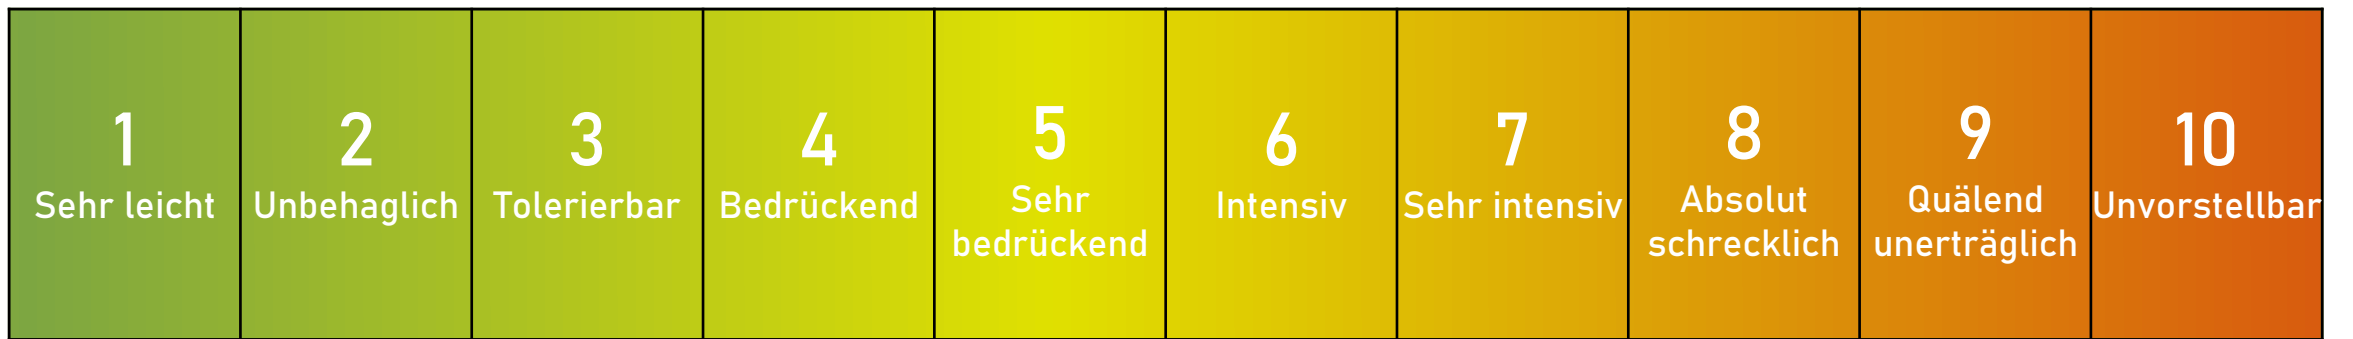 1
Sehr leicht
2
Unbehaglich
3
Tolerierbar
4
Bedrückend
5
Sehr
bedrückend
6
Intensiv
7
Sehr intensiv
8
Absolut
schrecklich
9
Quälend
unerträglich
10
Unvorstellbar